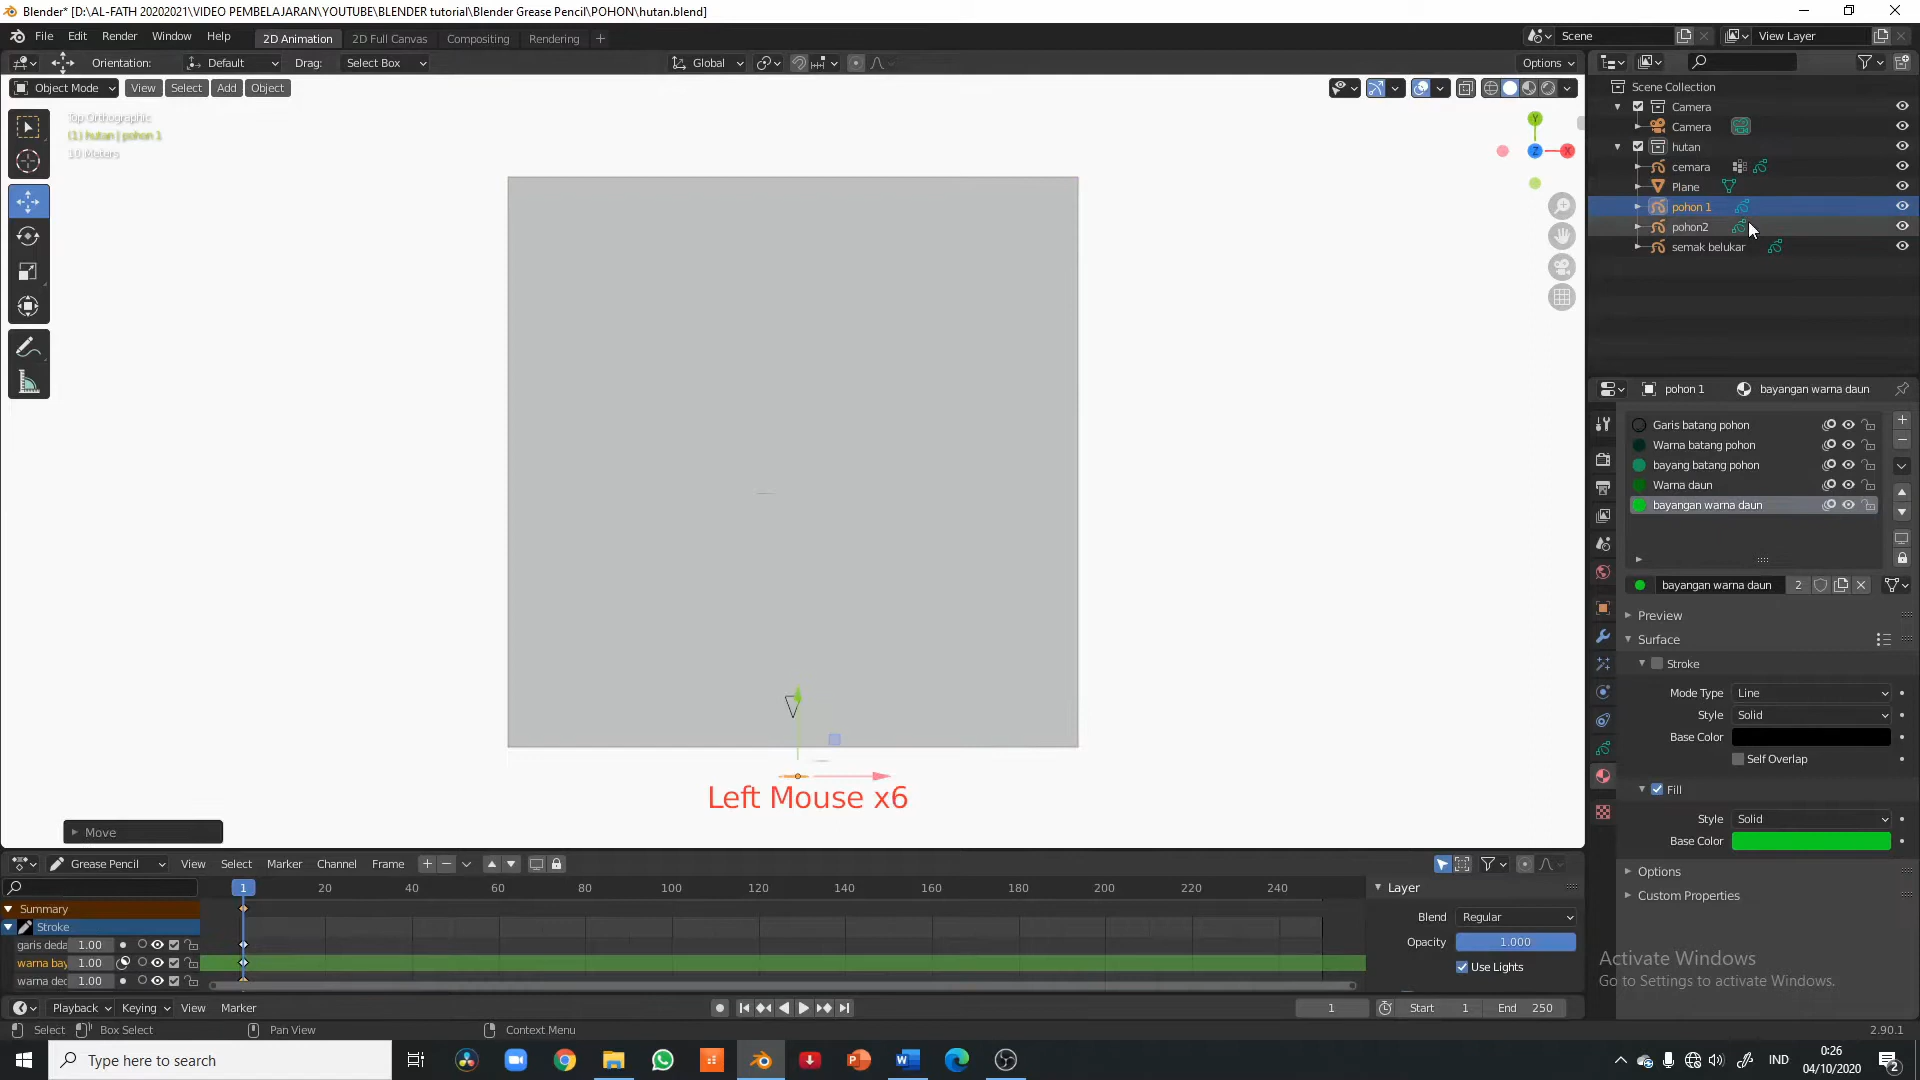 Blender* [D:\AL-FATH 20202021\VIDEO PEMBELAJARAN\YOUTUBE\BLENDER tutorial\Blender Grease Pencil\POHON\hutan.blend]
File Edit Render Window Help 2D Animation 2D Full Canvas Compositing Rendering + Scene View Layer
Orientation: Default Drag: Select Box Global Options
Object Mode View Select Add Object
Top Orthographic
(1) hutan | pohon 1
10 Meters
Y
Z
X
Scene Collection
Camera
Camera
hutan
cemara
Plane
pohon 1
pohon2
semak belukar
pohon 1 bayangan warna daun
Garis batang pohon
Warna batang pohon
bayang batang pohon
Warna daun
bayangan warna daun
bayangan warna daun 2
Preview
Surface
Stroke
Mode Type Line
Style Solid
Base Color
Self Overlap
Fill
Style Solid
Base Color
Options
Custom Properties
Left Mouse x6
Move
Grease Pencil View Select Marker Channel Frame
1 20 40 60 80 100 120 140 160 180 200 220 240
Summary
Stroke
garis deda 1.00
warna bay 1.00
warna ded 1.00
Layer
Blend Regular
Opacity 1.000
Use Lights
Activate Windows
Go to Settings to activate Windows.
Playback Keying View Marker 1 Start 1 End 250
Select Box Select Pan View Context Menu 2.90.1
Type here to search
IND
0:26
04/10/2020
2